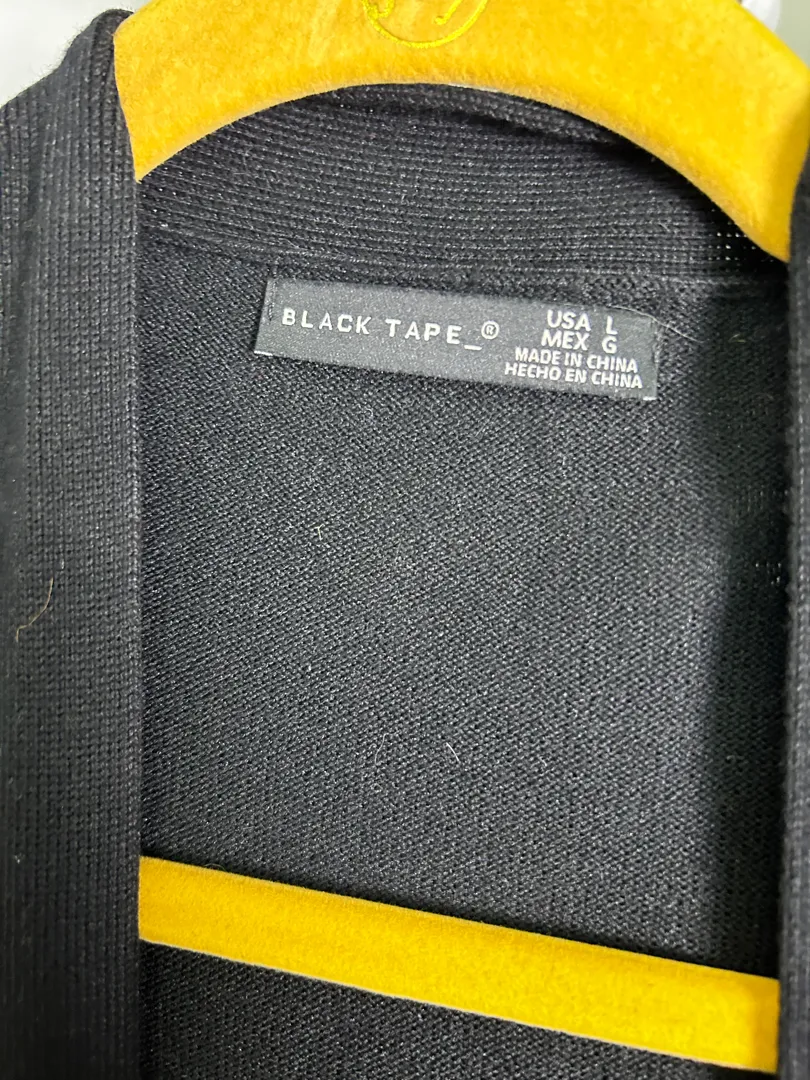 BLACK TAPE_®
USA L
MEX G
MADE IN CHINA
HECHO EN CHINA